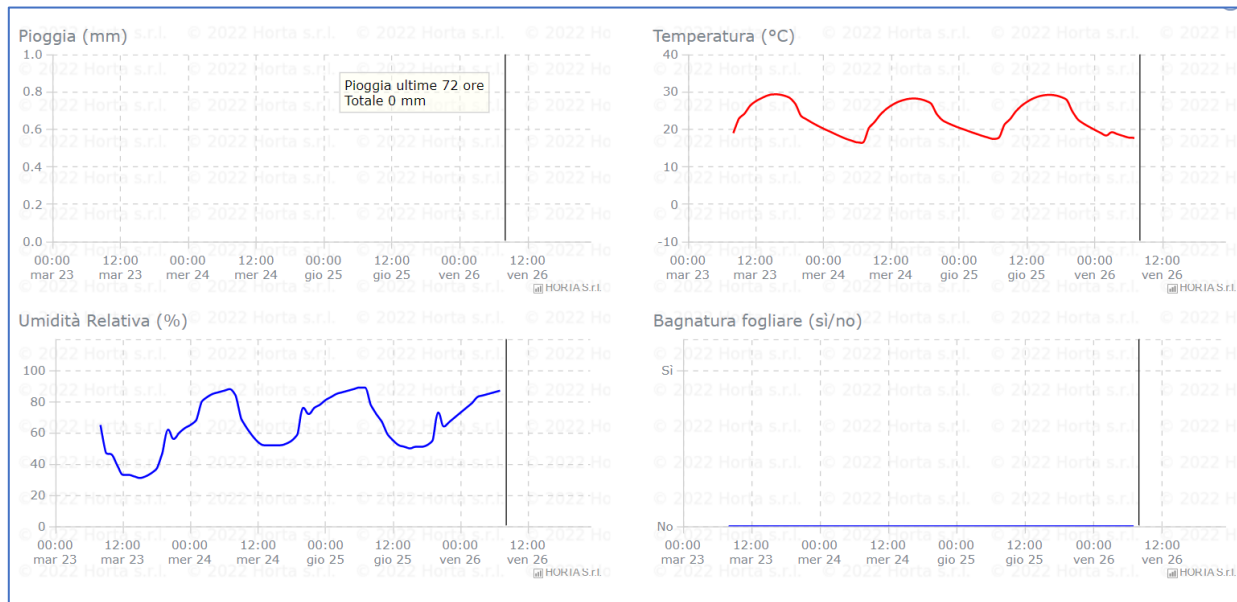 Pioggia (mm)
1.0
0.8
0.6
0.4
0.2
0.0
Pioggia ultime 72 ore
Totale 0 mm
00:00 12:00 00:00 12:00 00:00 12:00 00:00 12:00
mar 23 mar 23 mer 24 mer 24 gio 25 gio 25 ven 26 ven 26
HORTA S.r.l.
Temperatura (°C)
40
30
20
10
0
-10
00:00 12:00 00:00 12:00 00:00 12:00 00:00 12:00
mar 23 mar 23 mer 24 mer 24 gio 25 gio 25 ven 26 ven 26
HORTA S.r.l.
Umidità Relativa (%)
100
80
60
40
20
0
00:00 12:00 00:00 12:00 00:00 12:00 00:00 12:00
mar 23 mar 23 mer 24 mer 24 gio 25 gio 25 ven 26 ven 26
HORTA S.r.l.
Bagnatura fogliare (si/no)
Si
No
00:00 12:00 00:00 12:00 00:00 12:00 00:00 12:00
mar 23 mar 23 mer 24 mer 24 gio 25 gio 25 ven 26 ven 26
HORTA S.r.l.
© 2022 Horta s.r.l.